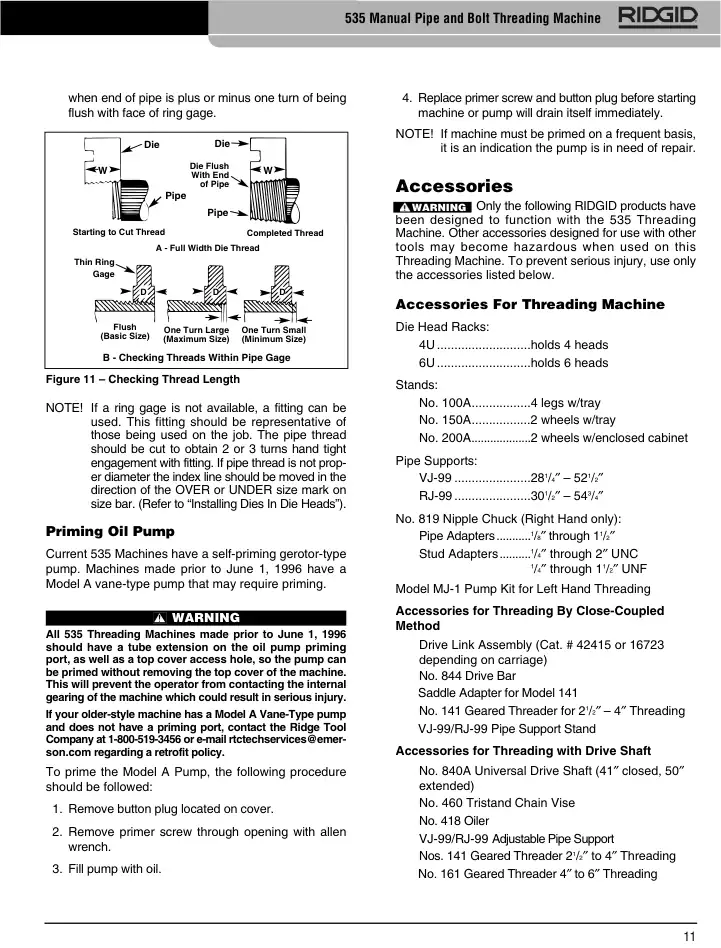 535 Manual Pipe and Bolt Threading Machine
RIDGID
when end of pipe is plus or minus one turn of being
flush with face of ring gage.
Die
Die
W
Die Flush
With End
of Pipe
W
Pipe
Pipe
Starting to Cut Thread
Completed Thread
A - Full Width Die Thread
Thin Ring
Gage
D
D
D
Flush
(Basic Size)
One Turn Large
(Maximum Size)
One Turn Small
(Minimum Size)
B - Checking Threads Within Pipe Gage
Figure 11 – Checking Thread Length
NOTE! If a ring gage is not available, a fitting can be
used. This fitting should be representative of
those being used on the job. The pipe thread
should be cut to obtain 2 or 3 turns hand tight
engagement with fitting. If pipe thread is not prop-
er diameter the index line should be moved in the
direction of the OVER or UNDER size mark on
size bar. (Refer to “Installing Dies In Die Heads”).
Priming Oil Pump
Current 535 Machines have a self-priming gerotor-type
pump. Machines made prior to June 1, 1996 have a
Model A vane-type pump that may require priming.
WARNING
All 535 Threading Machines made prior to June 1, 1996
should have a tube extension on the oil pump priming
port, as well as a top cover access hole, so the pump can
be primed without removing the top cover of the machine.
This will prevent the operator from contacting the internal
gearing of the machine which could result in serious injury.
If your older-style machine has a Model A Vane-Type pump
and does not have a priming port, contact the Ridge Tool
Company at 1-800-519-3456 or e-mail rtctechservices@emer-
son.com regarding a retrofit policy.
To prime the Model A Pump, the following procedure
should be followed:
1. Remove button plug located on cover.
2. Remove primer screw through opening with allen
wrench.
3. Fill pump with oil.
4. Replace primer screw and button plug before starting
machine or pump will drain itself immediately.
NOTE! If machine must be primed on a frequent basis,
it is an indication the pump is in need of repair.
Accessories
WARNING Only the following RIDGID products have
been designed to function with the 535 Threading
Machine. Other accessories designed for use with other
tools may become hazardous when used on this
Threading Machine. To prevent serious injury, use only
the accessories listed below.
Accessories For Threading Machine
Die Head Racks:
4U...........................holds 4 heads
6U...........................holds 6 heads
Stands:
No. 100A.................4 legs w/tray
No. 150A.................2 wheels w/tray
No. 200A...................2 wheels w/enclosed cabinet
Pipe Supports:
VJ-99 ......................28 1/4″ – 52 1/2″
RJ-99 ......................30 1/2″ – 54 3/4″
No. 819 Nipple Chuck (Right Hand only):
Pipe Adapters...........1/8″ through 1 1/2″
Stud Adapters..........1/4″ through 2″ UNC
1/4″ through 1 1/2″ UNF
Model MJ-1 Pump Kit for Left Hand Threading
Accessories for Threading By Close-Coupled
Method
Drive Link Assembly (Cat. # 42415 or 16723
depending on carriage)
No. 844 Drive Bar
Saddle Adapter for Model 141
No. 141 Geared Threader for 2 1/2″ – 4″ Threading
VJ-99/RJ-99 Pipe Support Stand
Accessories for Threading with Drive Shaft
No. 840A Universal Drive Shaft (41″ closed, 50″
extended)
No. 460 Tristand Chain Vise
No. 418 Oiler
VJ-99/RJ-99 Adjustable Pipe Support
Nos. 141 Geared Threader 2 1/2″ to 4″ Threading
No. 161 Geared Threader 4″ to 6″ Threading
11